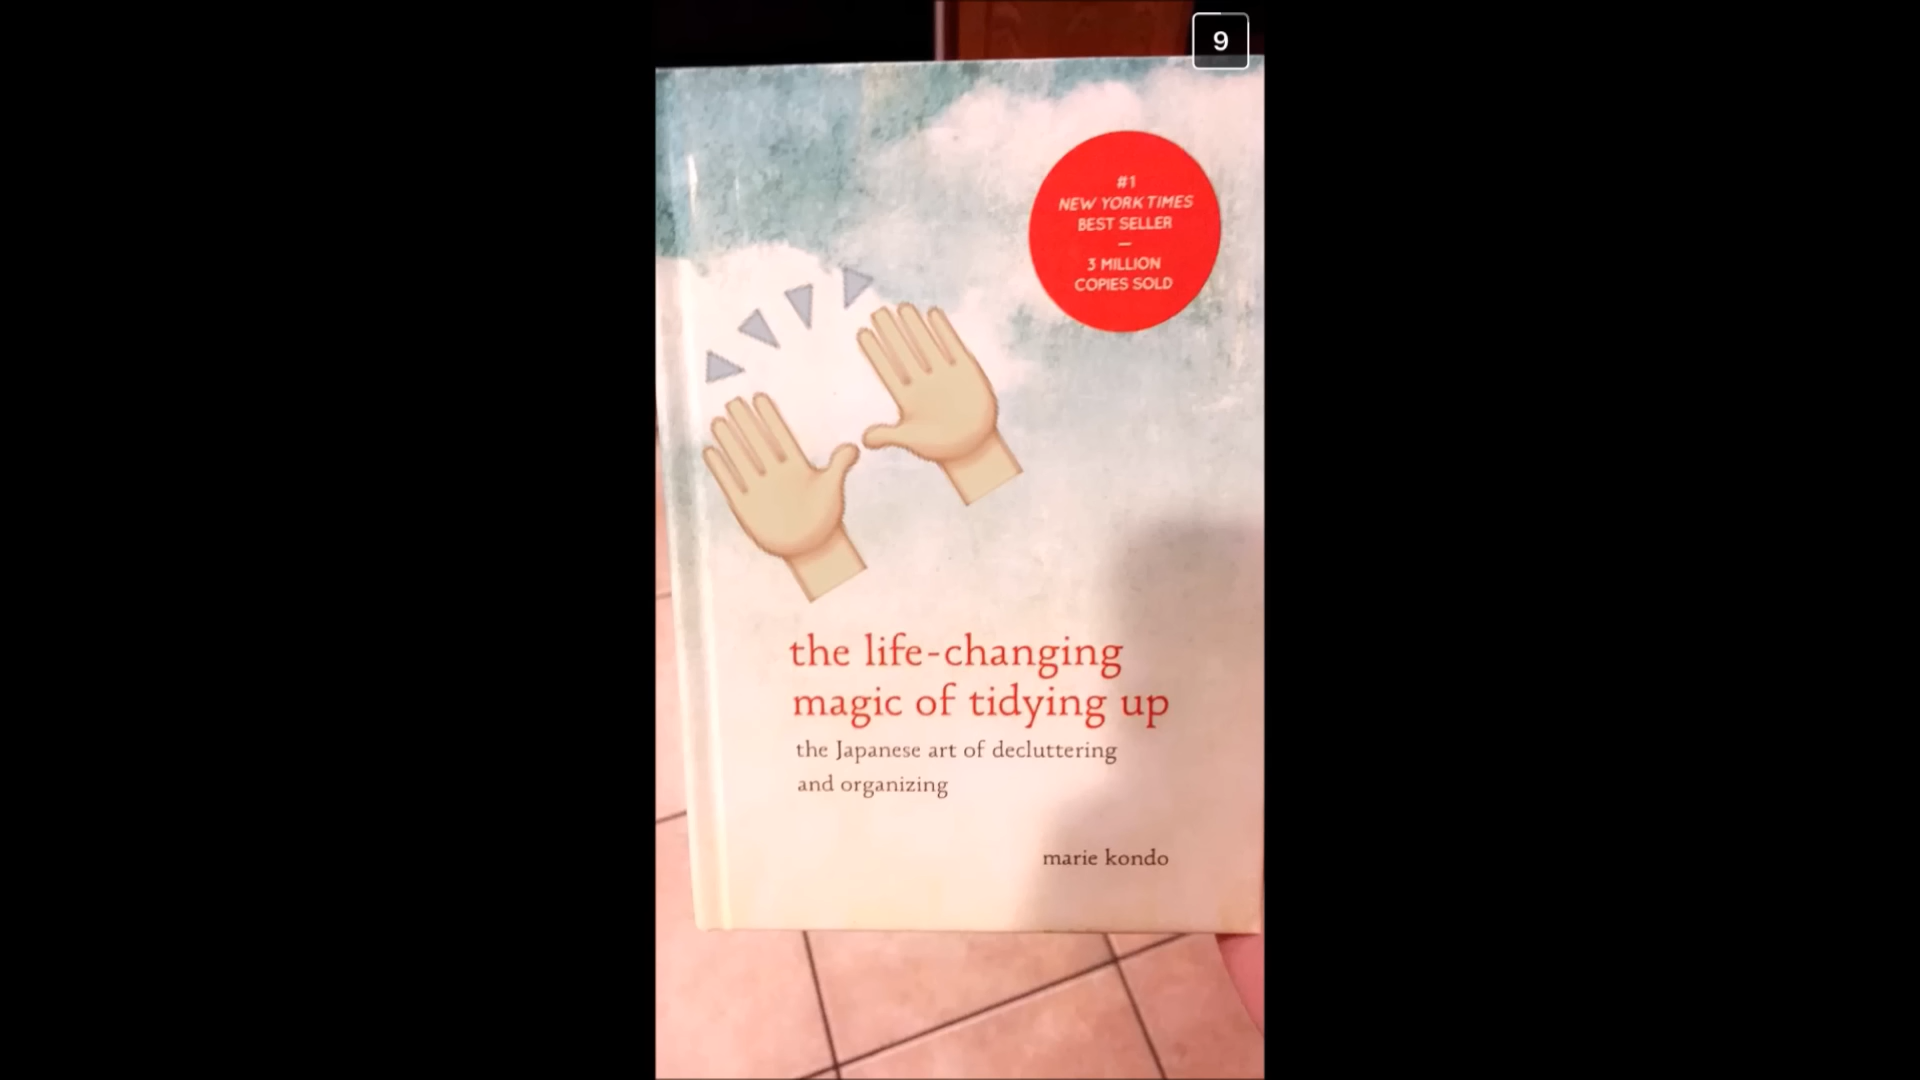 9
#1
NEW YORK TIMES
BEST SELLER
—
3 MILLION
COPIES SOLD
the life-changing
magic of tidying up
the Japanese art of decluttering
and organizing
marie kondo